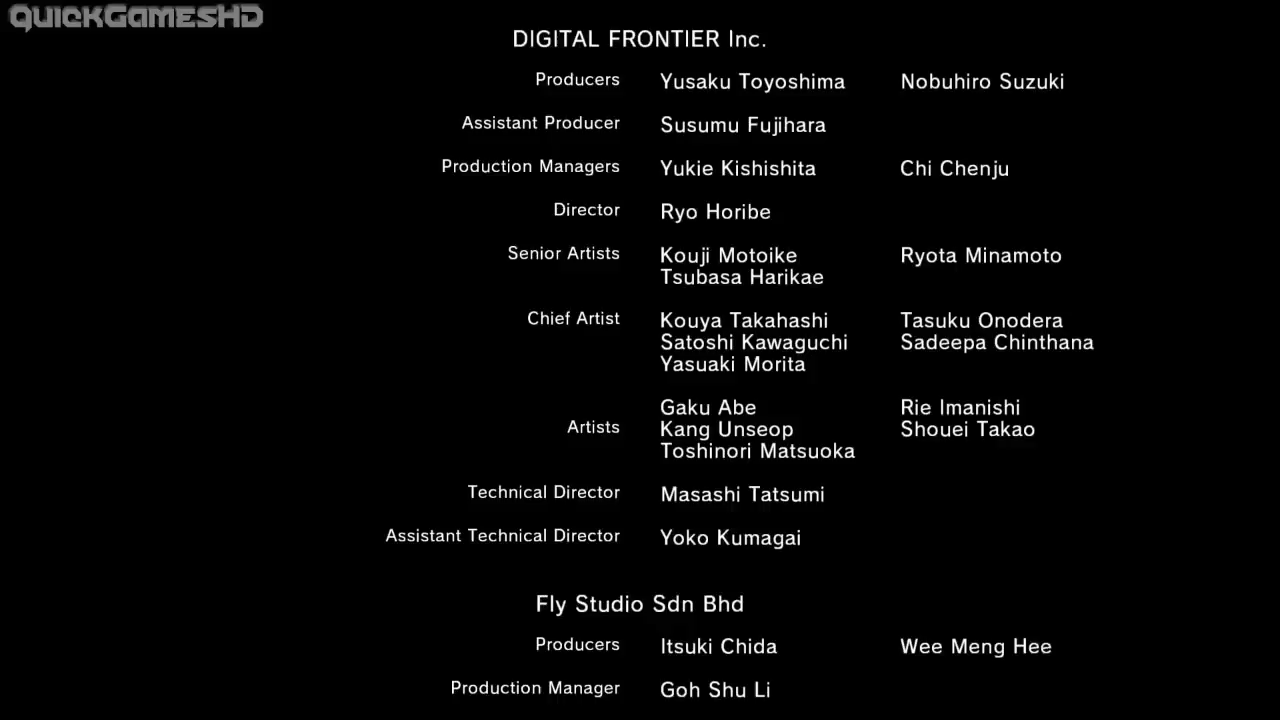 QuickGamesHD
DIGITAL FRONTIER Inc.
Producers Yusaku Toyoshima Nobuhiro Suzuki
Assistant Producer Susumu Fujihara
Production Managers Yukie Kishishita Chi Chenju
Director Ryo Horibe
Senior Artists Kouji Motoike Ryota Minamoto
Tsubasa Harikae
Chief Artist Kouya Takahashi Tasuku Onodera
Satoshi Kawaguchi Sadeepa Chinthana
Yasuaki Morita
Gaku Abe Rie Imanishi
Artists Kang Unseop Shouei Takao
Toshinori Matsuoka
Technical Director Masashi Tatsumi
Assistant Technical Director Yoko Kumagai
Fly Studio Sdn Bhd
Producers Itsuki Chida Wee Meng Hee
Production Manager Goh Shu Li